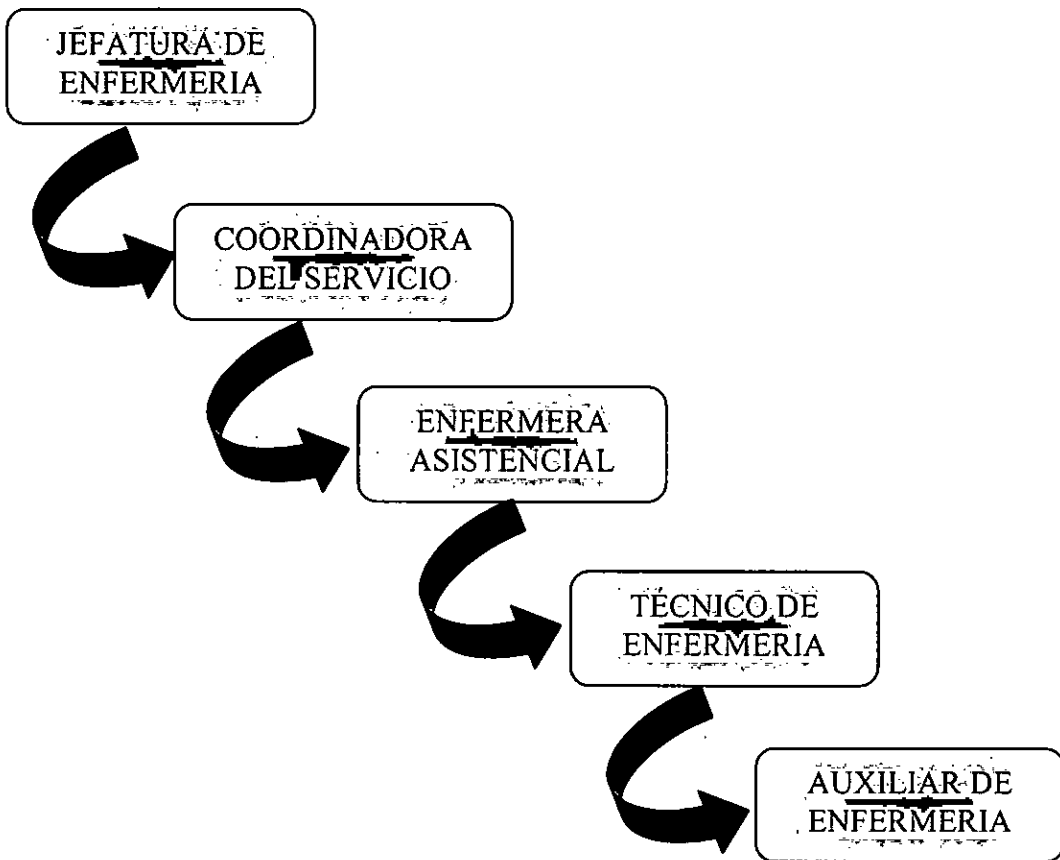 JEFATURA DE
ENFERMERIA
COORDINADORA
DEL SERVICIO
ENFERMERA
ASISTENCIAL
TÉCNICO DE
ENFERMERIA
AUXILIAR DE
ENFERMERIA